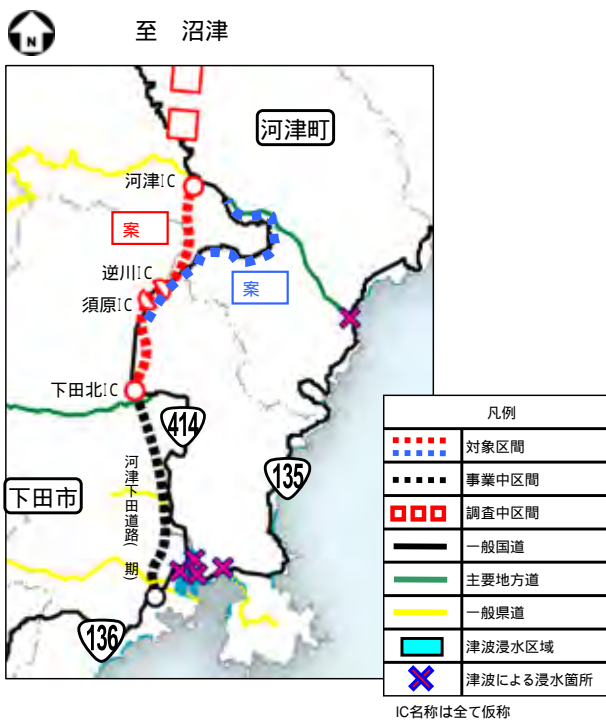 N
至 沼津
河津町
河津IC
案
逆川IC
案
須原IC
下田北IC
414
135
河津下田道路( 期)
下田市
136
凡例
対象区間
事業中区間
調査中区間
一般国道
主要地方道
一般県道
津波浸水区域
津波による浸水箇所
IC名称は全て仮称